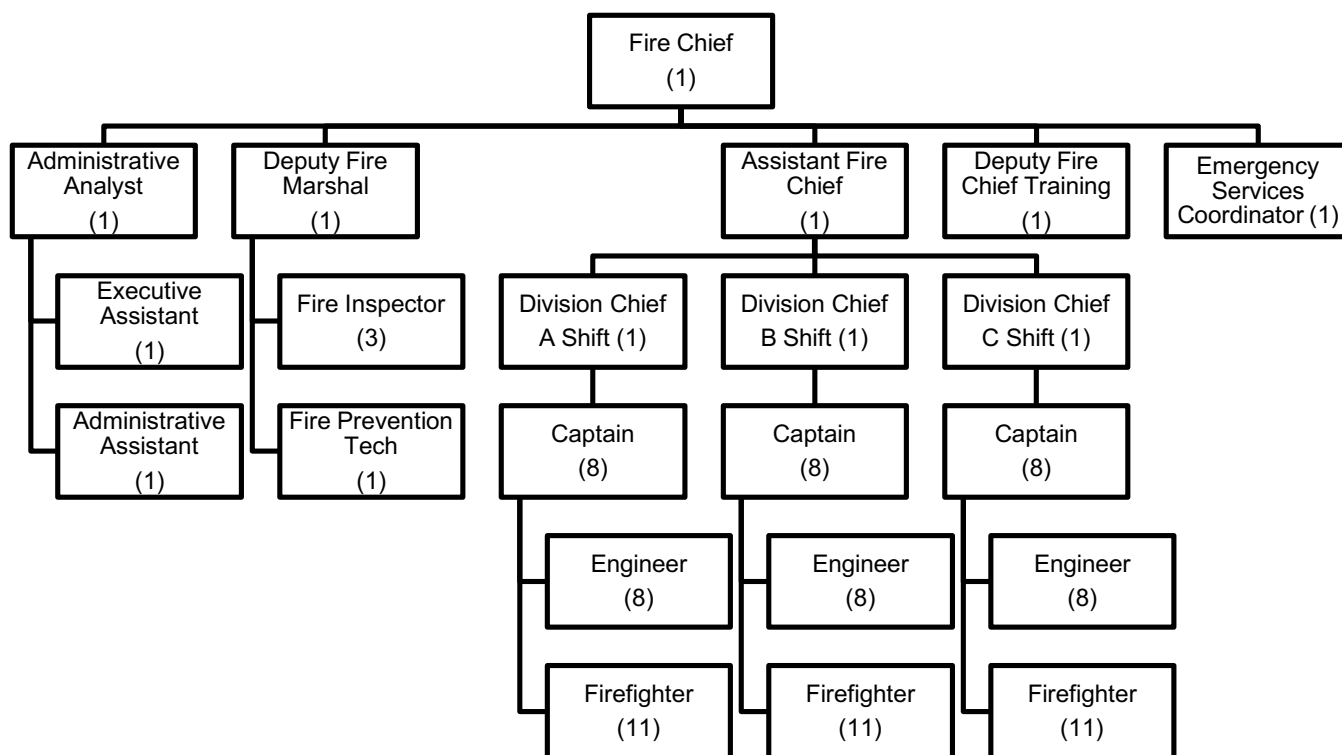 Fire Chief
(1)
Administrative
Analyst
(1)
Deputy Fire
Marshal
(1)
Assistant Fire
Chief
(1)
Deputy Fire
Chief Training
(1)
Emergency
Services
Coordinator (1)
Executive
Assistant
(1)
Fire Inspector
(3)
Division Chief
A Shift (1)
Division Chief
B Shift (1)
Division Chief
C Shift (1)
Administrative
Assistant
(1)
Fire Prevention
Tech
(1)
Captain
(8)
Captain
(8)
Captain
(8)
Engineer
(8)
Engineer
(8)
Engineer
(8)
Firefighter
(11)
Firefighter
(11)
Firefighter
(11)